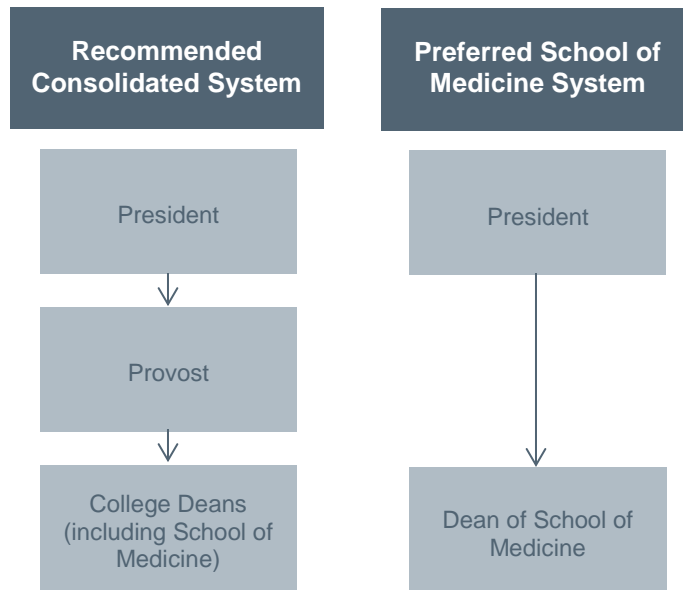 Recommended
Consolidated System
President
Provost
College Deans
(including School of
Medicine)
Preferred School of
Medicine System
President
Dean of School of
Medicine